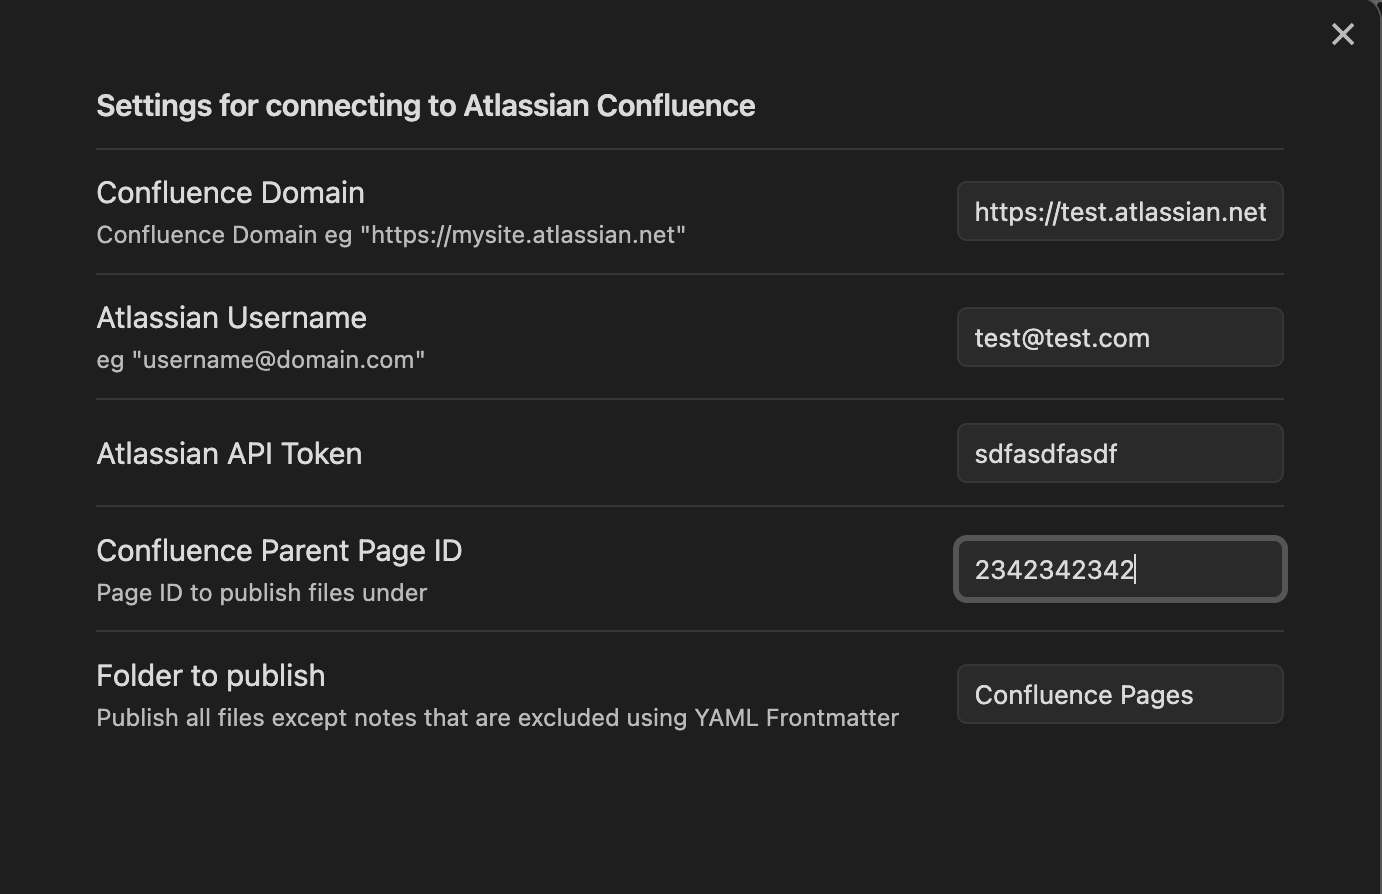 Settings for connecting to Atlassian Confluence
Confluence Domain
Confluence Domain eg "https://mysite.atlassian.net"
https://test.atlassian.net
Atlassian Username
eg "username@domain.com"
test@test.com
Atlassian API Token
sdfasdfasdf
Confluence Parent Page ID
Page ID to publish files under
2342342342
Folder to publish
Publish all files except notes that are excluded using YAML Frontmatter
Confluence Pages